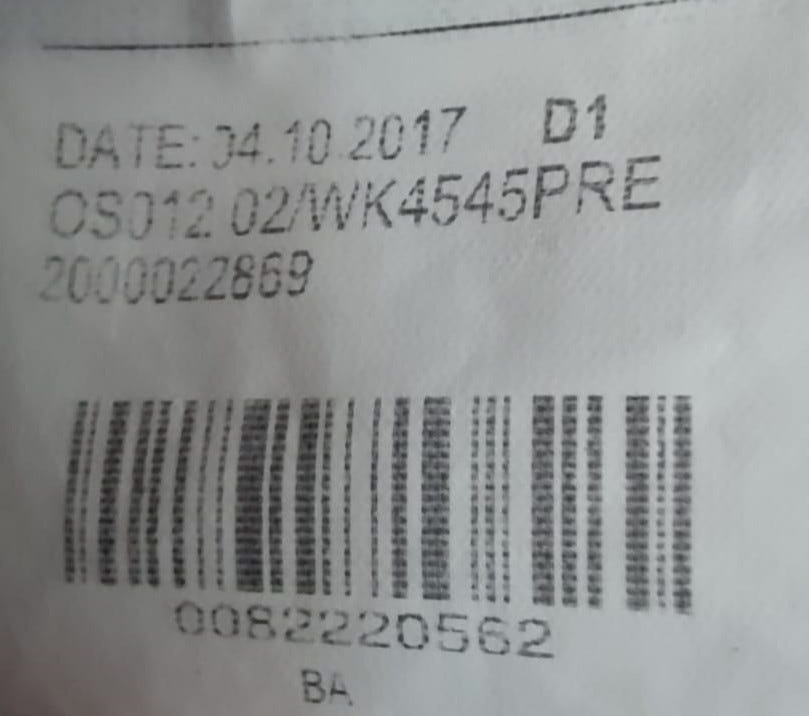 DATE: 04.10.2017 D1
OS012.02/WK4545PRE
2000022869
0082220562
BA